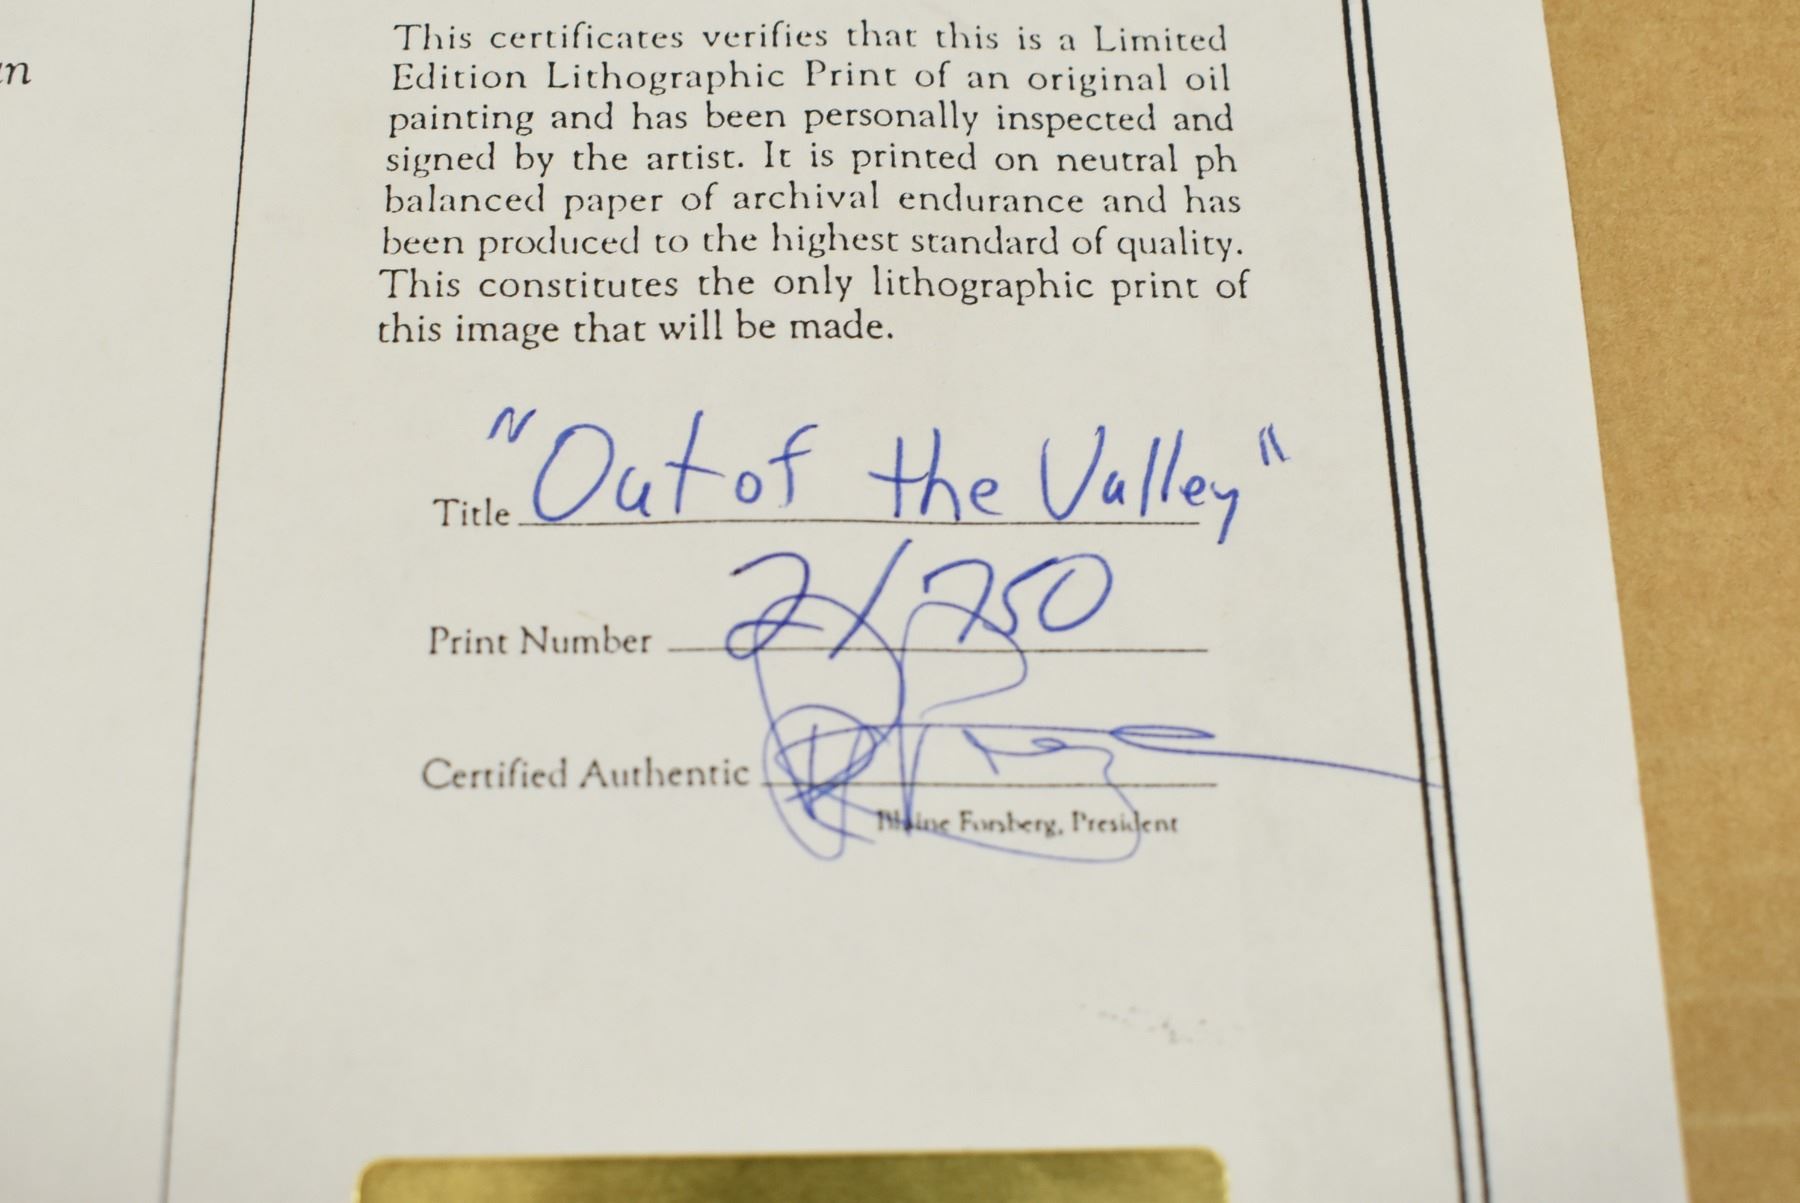 This certificates verifies that this is a Limited
Edition Lithographic Print of an original oil
painting and has been personally inspected and
signed by the artist. It is printed on neutral ph
balanced paper of archival endurance and has
been produced to the highest standard of quality.
This constitutes the only lithographic print of
this image that will be made.
Title "Out of the Valley"
Print Number 2/750
Certified Authentic
Blaine Forsberg, President